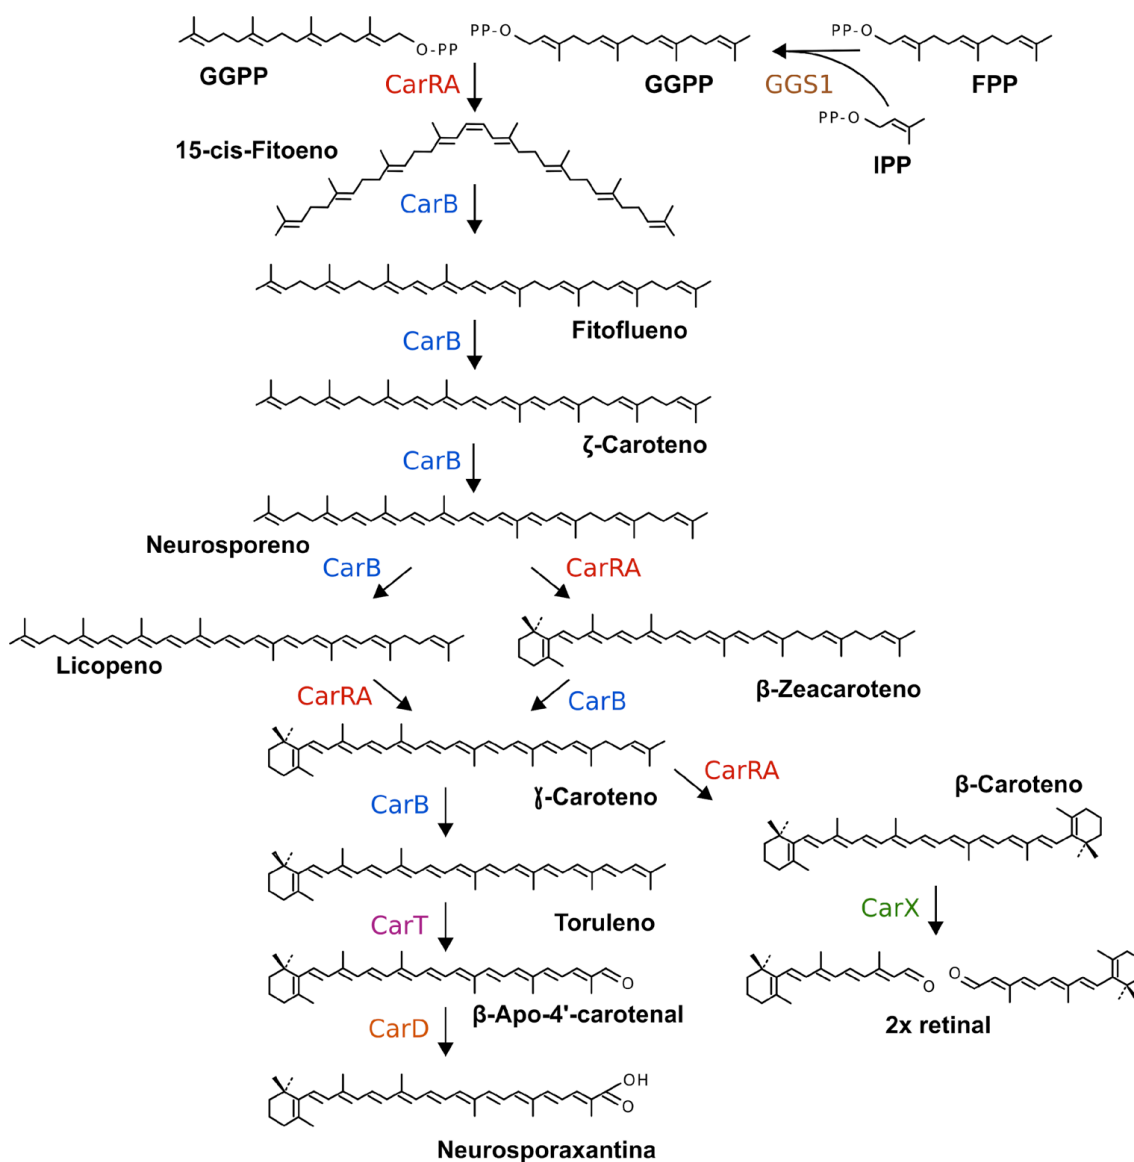 PP-O
PP-O
O-PP
GGPP
CarRA
GGPP
GGS1
FPP
PP-O
IPP
15-cis-Fitoeno
CarB
Fitoflueno
CarB
ζ-Caroteno
CarB
Neurosporeno
CarB
CarRA
Licopeno
β-Zeacaroteno
CarRA
CarB
ɣ-Caroteno
CarRA
β-Caroteno
CarB
CarX
Toruleno
CarT
O
O
β-Apo-4'-carotenal
2x retinal
O
CarD
OH
O
Neurosporaxantina